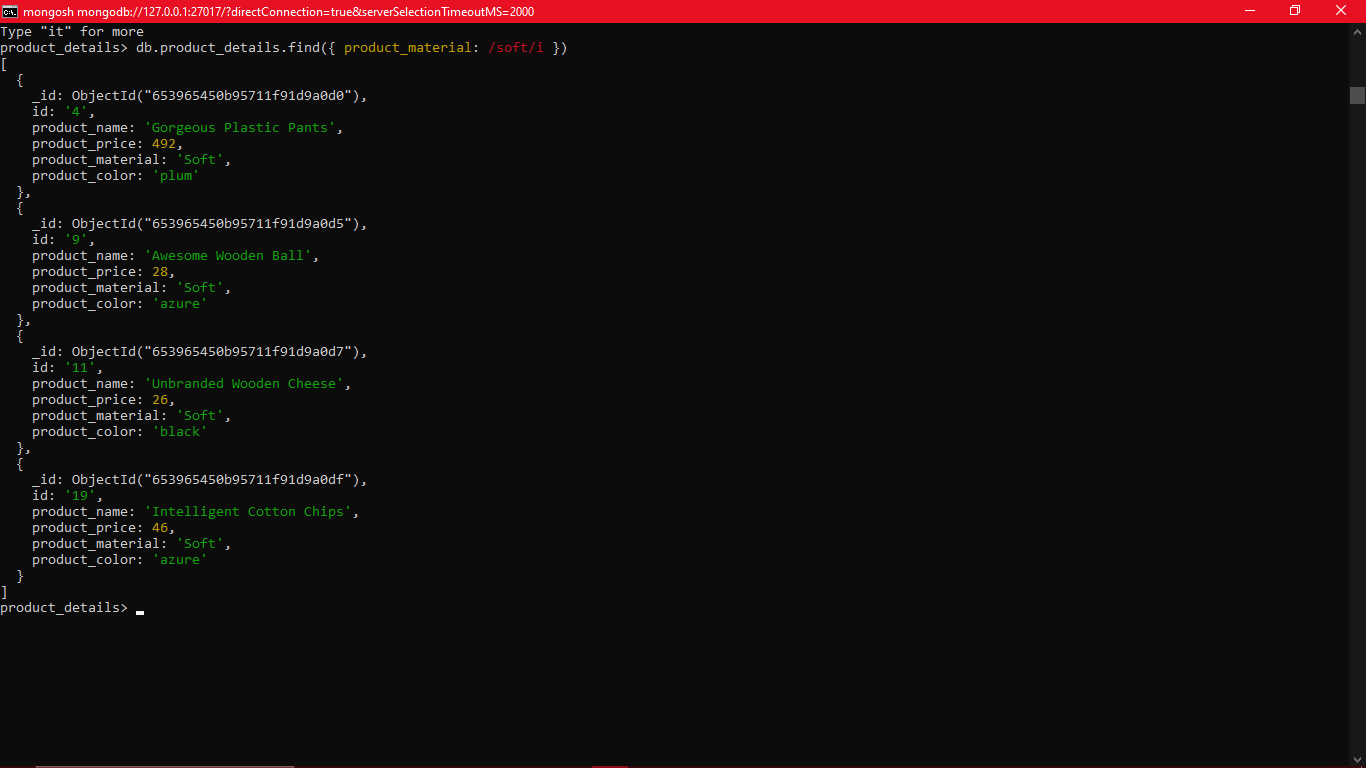 mongosh mongodb://127.0.0.1:27017/?directConnection=true&serverSelectionTimeoutMS=2000
Type "it" for more
product_details> db.product_details.find({ product_material: /soft/i })
[
  {
    _id: ObjectId("653965450b95711f91d9a0d0"),
    id: '4',
    product_name: 'Gorgeous Plastic Pants',
    product_price: 492,
    product_material: 'Soft',
    product_color: 'plum'
  },
  {
    _id: ObjectId("653965450b95711f91d9a0d5"),
    id: '9',
    product_name: 'Awesome Wooden Ball',
    product_price: 28,
    product_material: 'Soft',
    product_color: 'azure'
  },
  {
    _id: ObjectId("653965450b95711f91d9a0d7"),
    id: '11',
    product_name: 'Unbranded Wooden Cheese',
    product_price: 26,
    product_material: 'Soft',
    product_color: 'black'
  },
  {
    _id: ObjectId("653965450b95711f91d9a0df"),
    id: '19',
    product_name: 'Intelligent Cotton Chips',
    product_price: 46,
    product_material: 'Soft',
    product_color: 'azure'
  }
]
product_details>